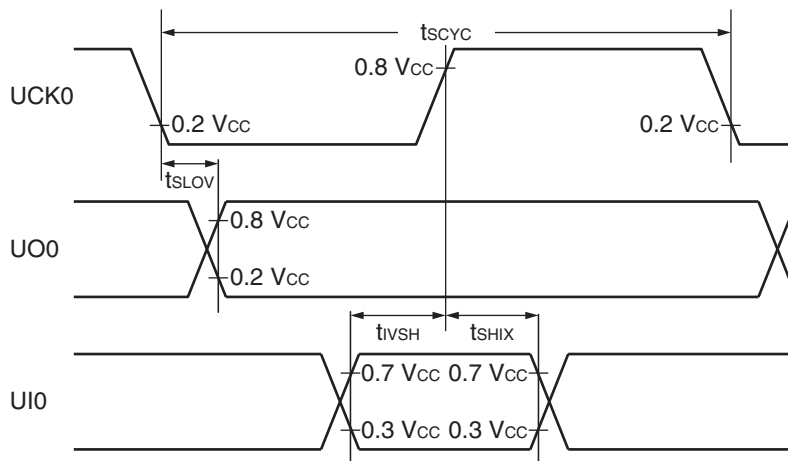 tSCYC
UCK0
0.8 VCC
0.2 VCC
0.2 VCC
tSLOV
UO0
0.8 VCC
0.2 VCC
tIVSH
tSHIX
UI0
0.7 VCC
0.7 VCC
0.3 VCC
0.3 VCC